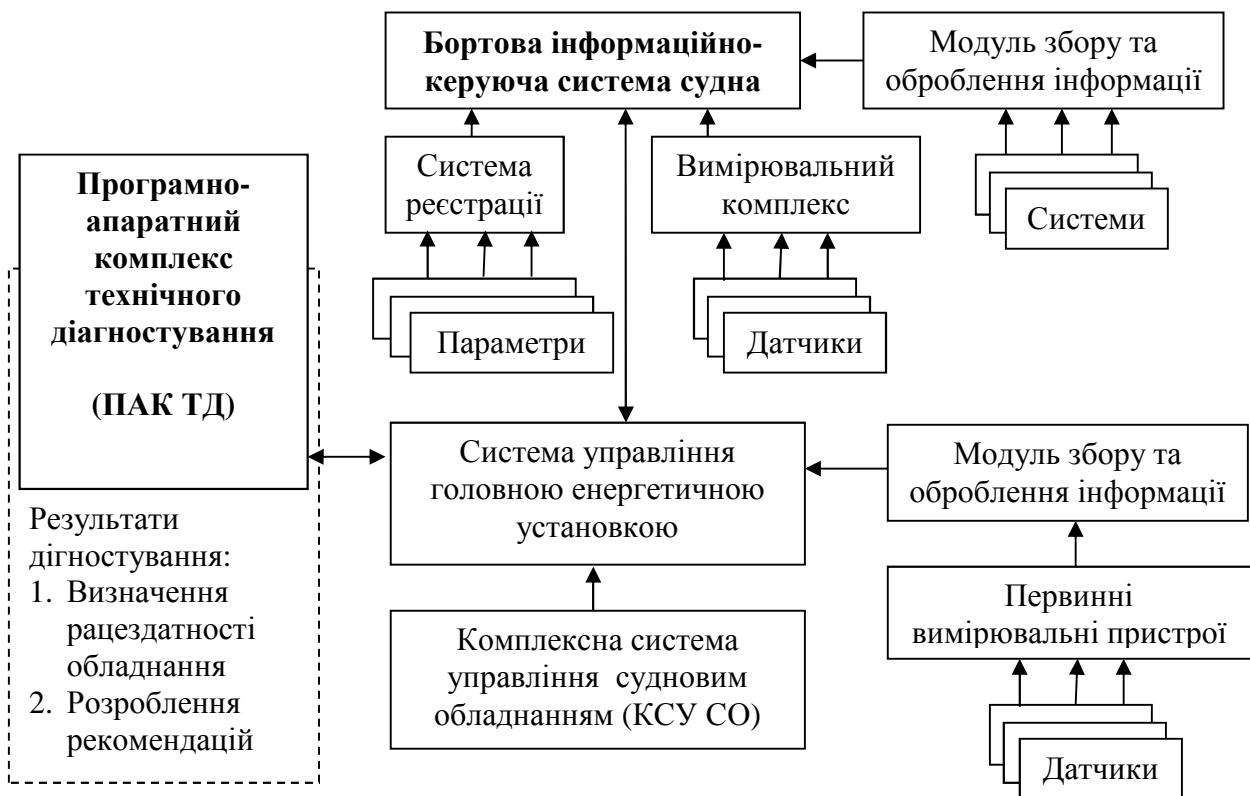 Бортова інформаційно-
керуюча система судна
Модуль збору та
оброблення інформації
Система
реєстрації
Вимірювальний
комплекс
Системи
Параметри
Датчики
Програмно-
апаратний
комплекс
технічного
діагностування
(ПАК ТД)
Результати
дігностування:
1. Визначення
рацездатності
обладнання
2. Розроблення
рекомендацій
Система управління
головною енергетичною
установкою
Модуль збору та
оброблення інформації
Первинні
вимірювальні пристрої
Комплексна система
управління судновим
обладнанням (КСУ СО)
Датчики